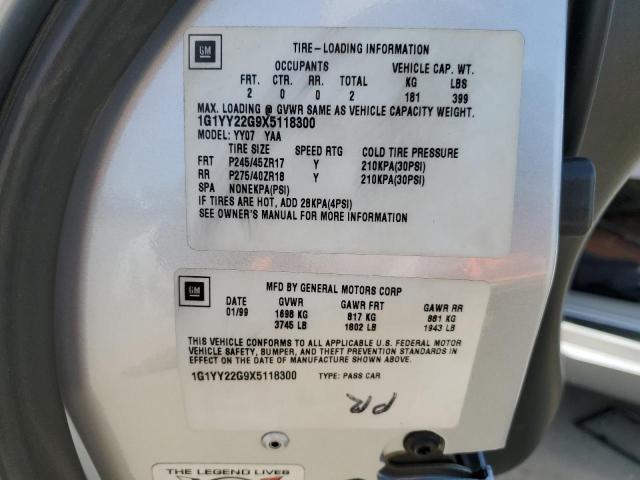 GM
TIRE-LOADING INFORMATION
OCCUPANTS VEHICLE CAP. WT.
FRT. CTR. RR. TOTAL KG LBS
2 0 0 2 181 399
MAX. LOADING @ GVWR SAME AS VEHICLE CAPACITY WEIGHT.
1G1YY22G9X5118300
MODEL: YY07 YAA
TIRE SIZE SPEED RTG COLD TIRE PRESSURE
FRT P245/45ZR17 Y 210KPA(30PSI)
RR P275/40ZR18 Y 210KPA(30PSI)
SPA NONEKPA(PSI)
IF TIRES ARE HOT, ADD 28KPA(4PSI)
SEE OWNER'S MANUAL FOR MORE INFORMATION
GM
MFD BY GENERAL MOTORS CORP
DATE GVWR GAWR FRT GAWR RR
01/99 1698 KG 817 KG 881 KG
3745 LB 1802 LB 1943 LB
THIS VEHICLE CONFORMS TO ALL APPLICABLE U.S. FEDERAL MOTOR
VEHICLE SAFETY, BUMPER, AND THEFT PREVENTION STANDARDS IN
EFFECT ON THE DATE OF MANUFACTURE SHOWN ABOVE.
1G1YY22G9X5118300 TYPE: PASS CAR
PR
THE LEGEND LIVES